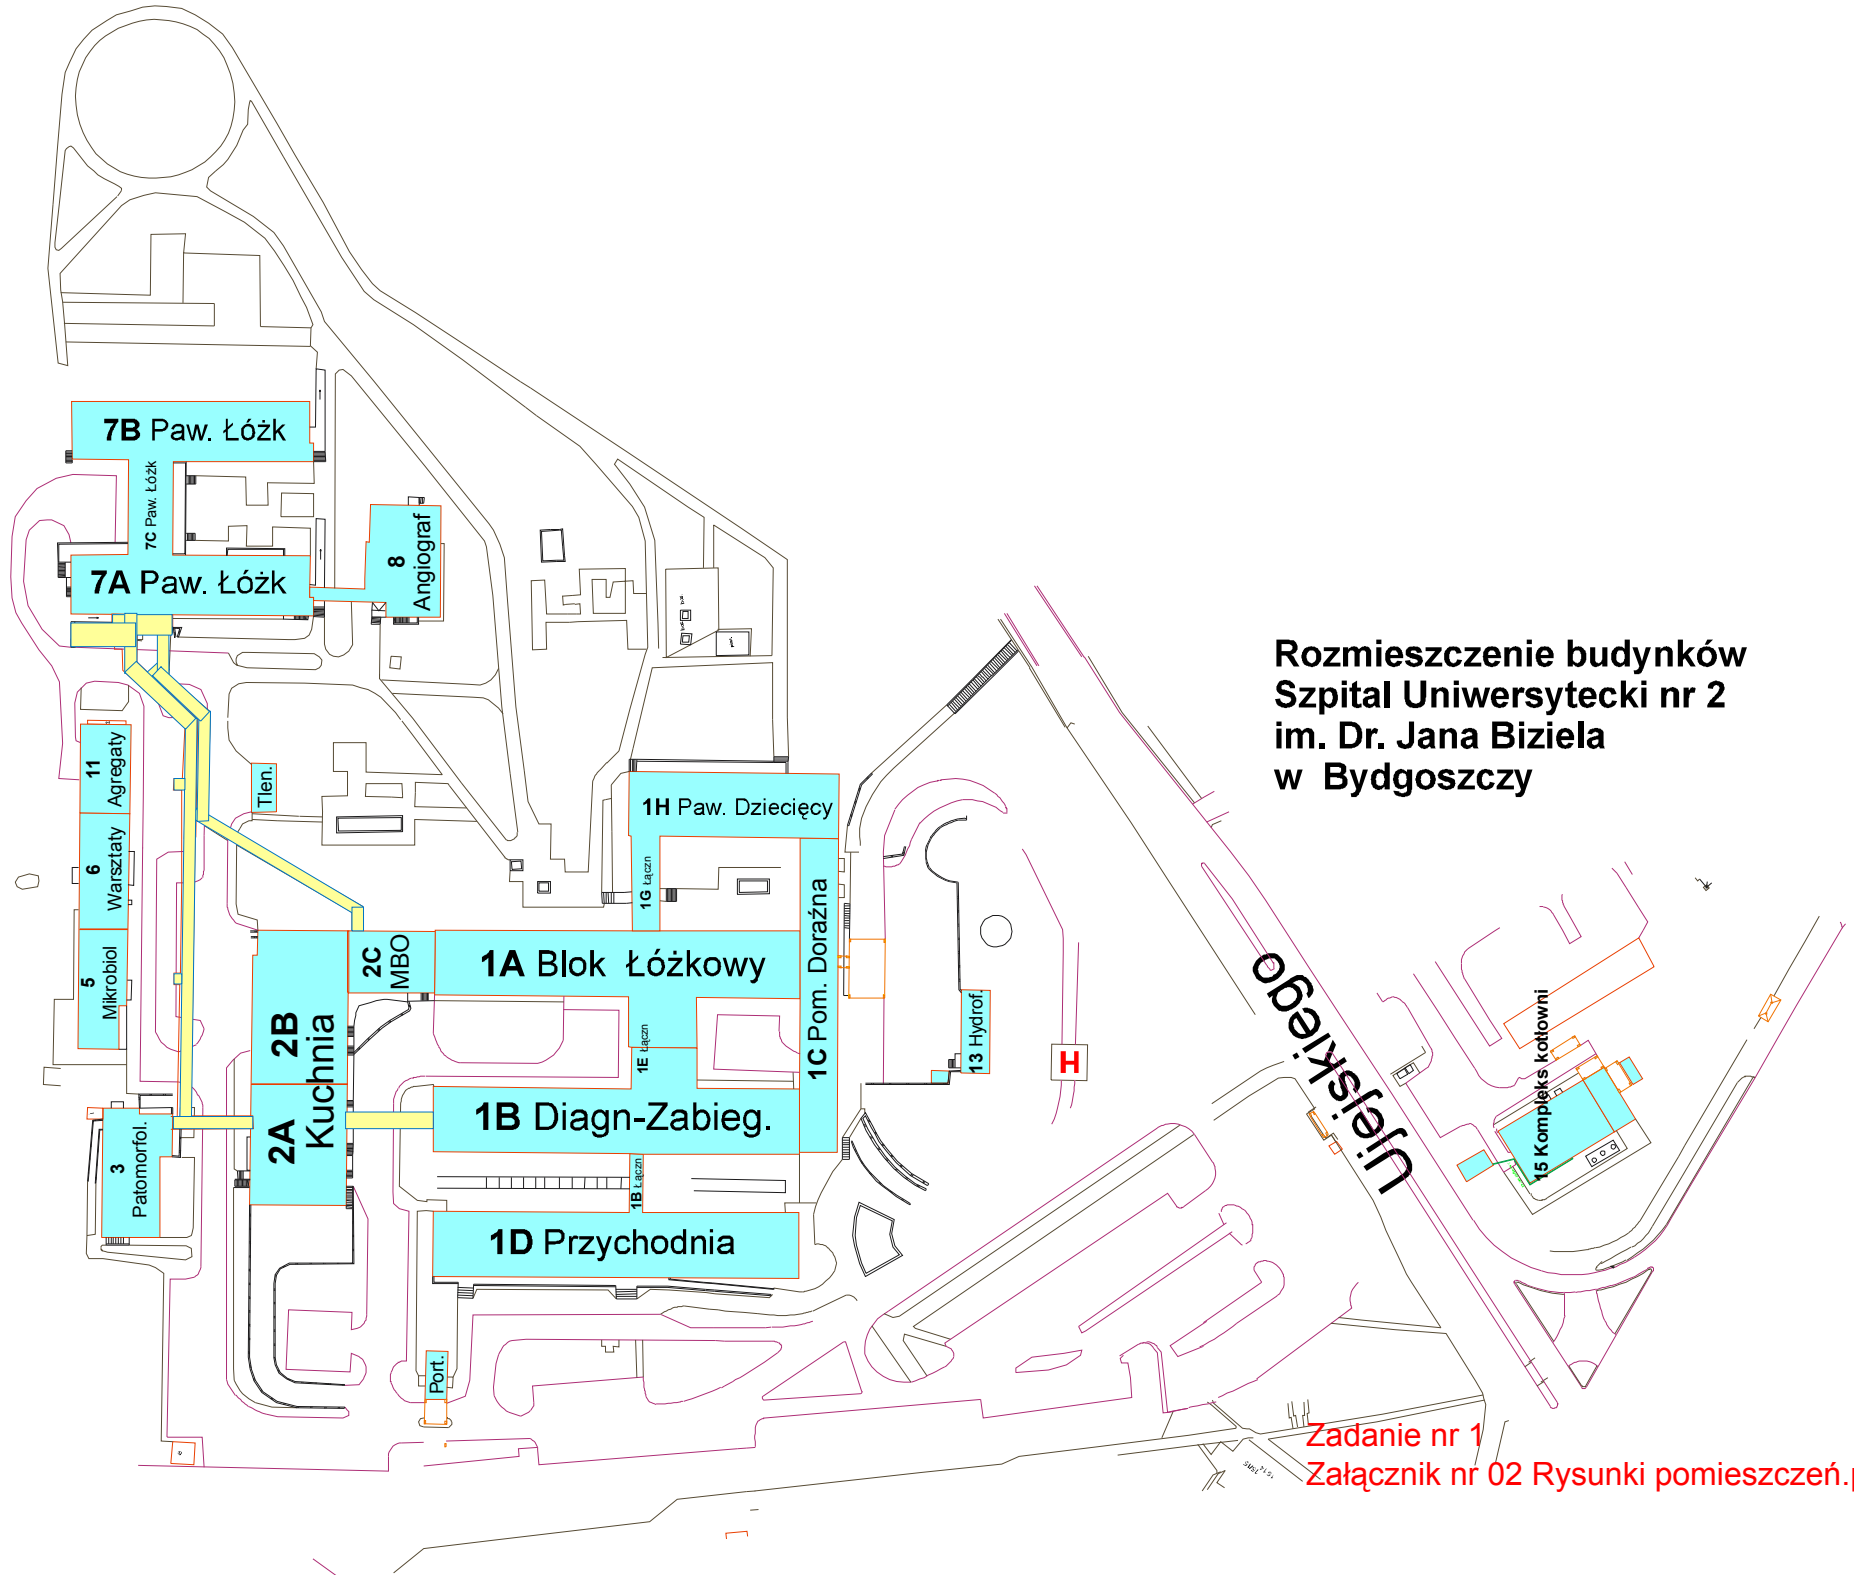 7B Paw. Łóżk
7C Paw. Łóżk
7A Paw. Łóżk
8
Angiograf
Rozmieszczenie budynków
Szpital Uniwersytecki nr 2
im. Dr. Jana Biziela
w Bydgoszczy
11
Agregaty
Tlen.
1H Paw. Dziecięcy
6
Warsztaty
1G Łączn
5
Mikrobiol
2C
MBO
1A Blok Łóżkowy
1C Pom. Doraźna
2B
Kuchnia
2A
1E Łączn
13 Hydrof.
H
Ujejskiego
15 Kompleks kotłowni
1B Diagn-Zabieg.
3
Patomorfol.
1B Łączn
1D Przychodnia
Port.
Zadanie nr 1
Załącznik nr 02 Rysunki pomieszczeń.p